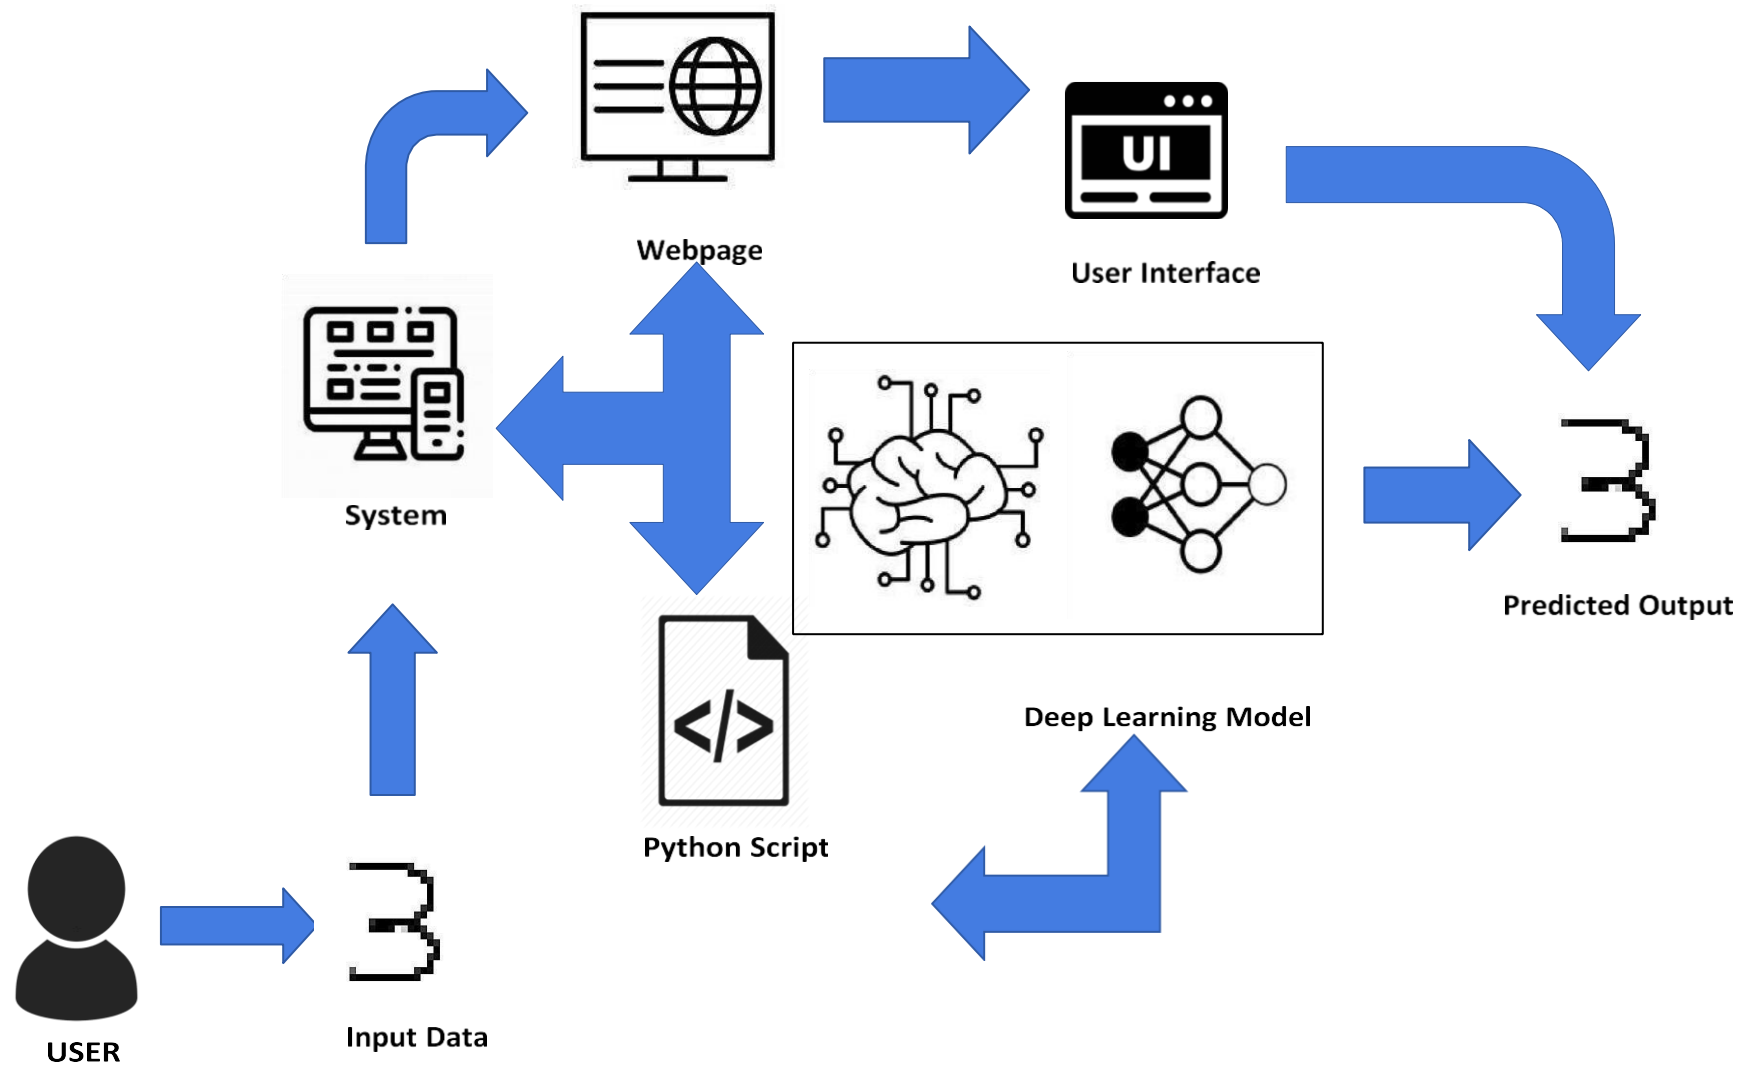 Webpage
UI
User Interface
System
Predicted Output
Deep Learning Model
</>
Python Script
3
3
Input Data
USER